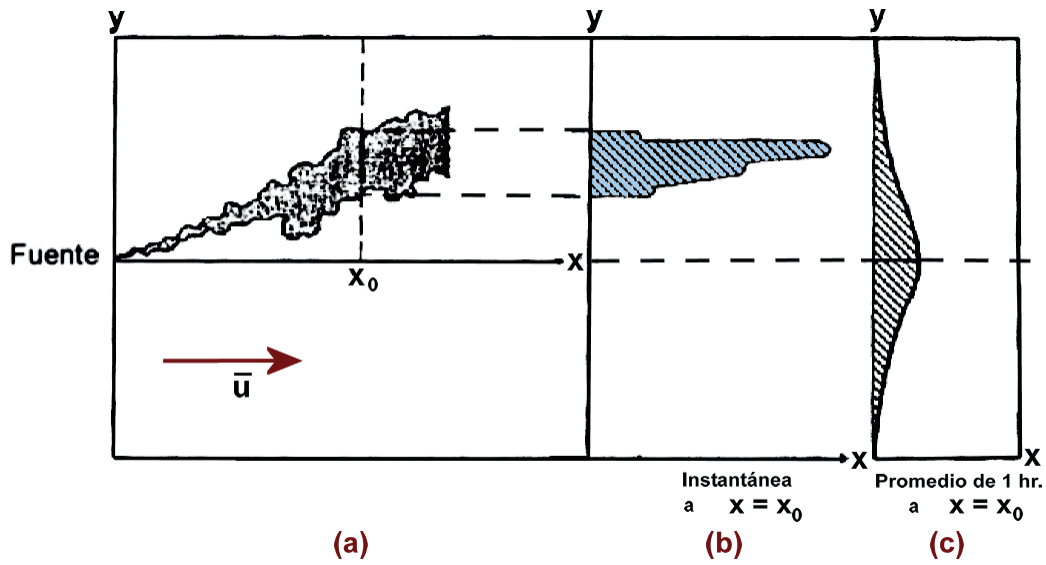 y
y
y
Fuente
x
x₀
u̅
x
x
Instantánea
a x = x₀
Promedio de 1 hr.
a x = x₀
(a)
(b)
(c)